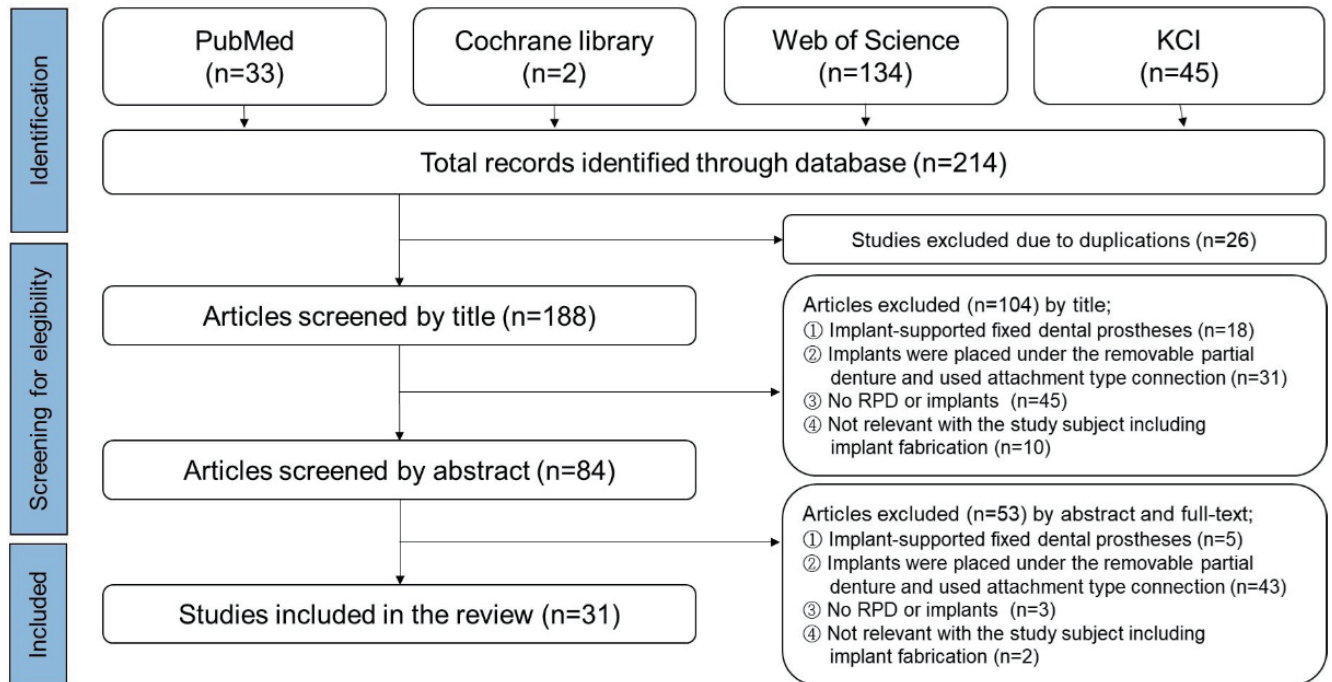 Identification
PubMed
(n=33)
Cochrane library
(n=2)
Web of Science
(n=134)
KCI
(n=45)
Total records identified through database (n=214)
Studies excluded due to duplications (n=26)
Screening for elegibility
Articles screened by title (n=188)
Articles excluded (n=104) by title;
① Implant-supported fixed dental prostheses (n=18)
② Implants were placed under the removable partial
denture and used attachment type connection (n=31)
③ No RPD or implants (n=45)
④ Not relevant with the study subject including
implant fabrication (n=10)
Articles screened by abstract (n=84)
Articles excluded (n=53) by abstract and full-text;
① Implant-supported fixed dental prostheses (n=5)
② Implants were placed under the removable partial
denture and used attachment type connection (n=43)
③ No RPD or implants (n=3)
④ Not relevant with the study subject including
implant fabrication (n=2)
Included
Studies included in the review (n=31)